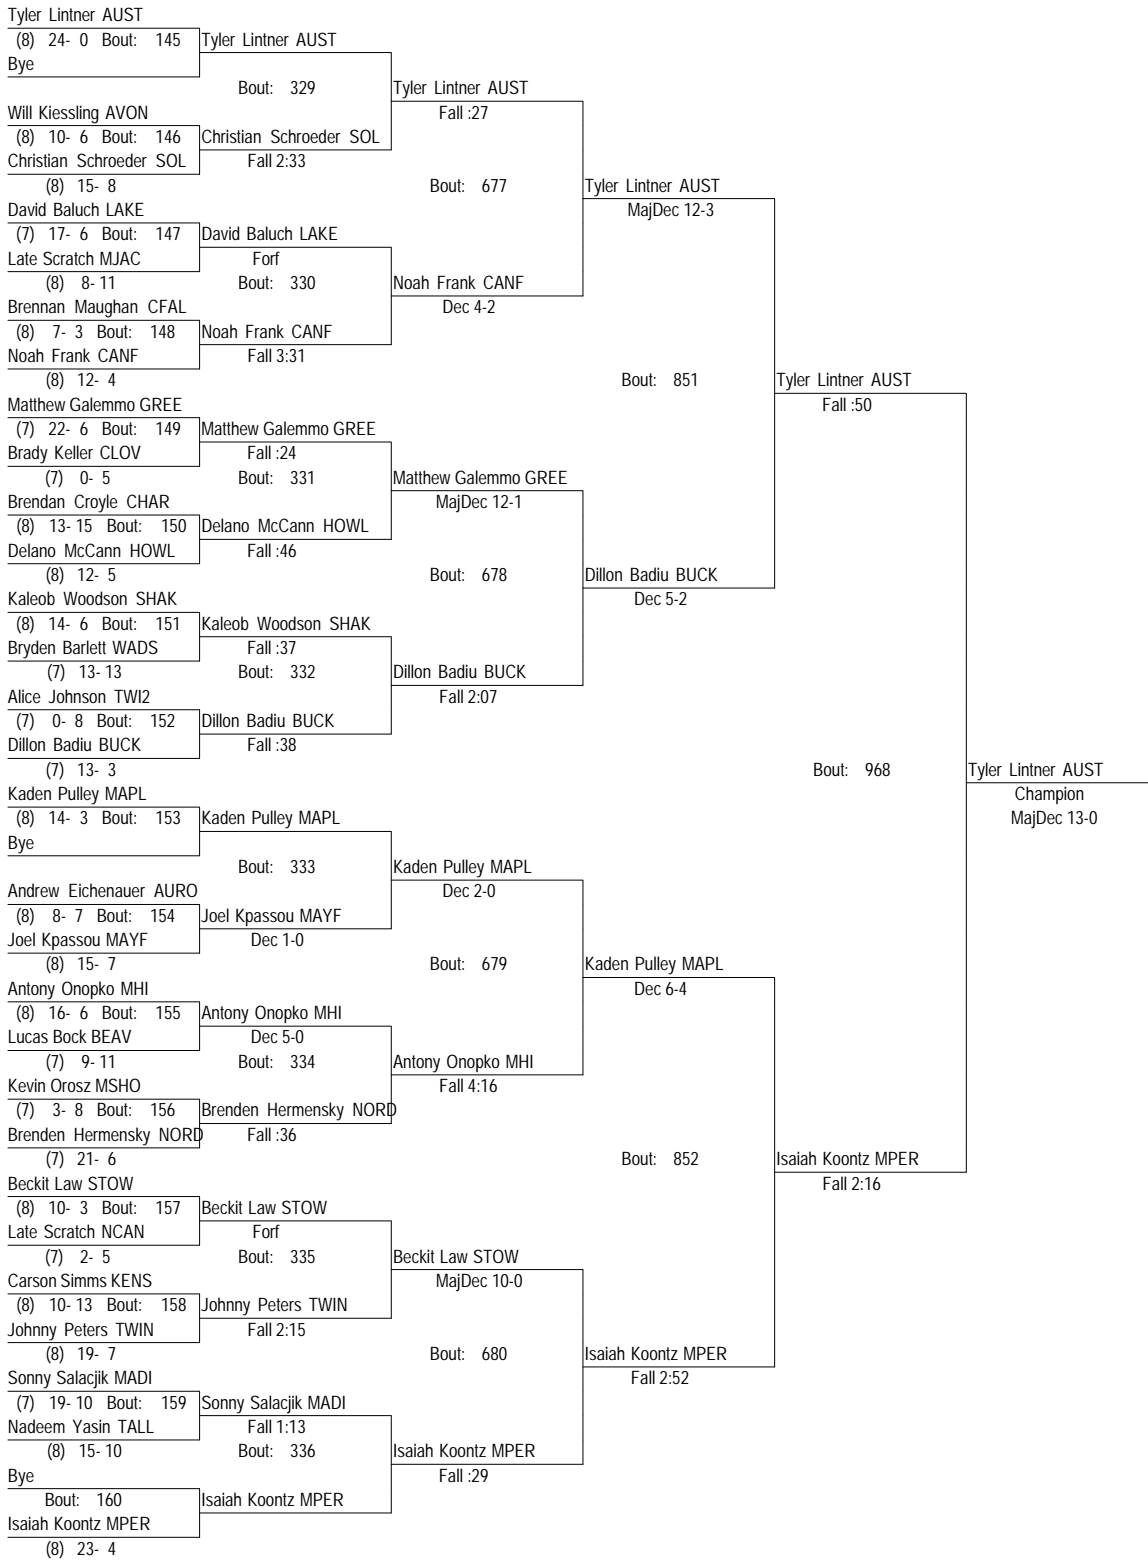 Tyler Lintner AUST
(8) 24- 0 Bout: 145 Tyler Lintner AUST
Bye
Bout: 329 Tyler Lintner AUST
Will Kiessling AVON Fall :27
(8) 10- 6 Bout: 146 Christian Schroeder SOL
Christian Schroeder SOL Fall 2:33
(8) 15- 8 Bout: 677 Tyler Lintner AUST
David Baluch LAKE MajDec 12-3
(7) 17- 6 Bout: 147 David Baluch LAKE
Late Scratch MJAC Forf
(8) 8- 11 Bout: 330 Noah Frank CANF
Brennan Maughan CFAL Dec 4-2
(8) 7- 3 Bout: 148 Noah Frank CANF
Noah Frank CANF Fall 3:31
(8) 12- 4 Bout: 851 Tyler Lintner AUST
Matthew Galemmo GREE Fall :50
(7) 22- 6 Bout: 149 Matthew Galemmo GREE
Brady Keller CLOV Fall :24
(7) 0- 5 Bout: 331 Matthew Galemmo GREE
Brendan Croyle CHAR MajDec 12-1
(8) 13- 15 Bout: 150 Delano McCann HOWL
Delano McCann HOWL Fall :46
(8) 12- 5 Bout: 678 Dillon Badiu BUCK
Kaleob Woodson SHAK Dec 5-2
(8) 14- 6 Bout: 151 Kaleob Woodson SHAK
Bryden Barlett WADS Fall :37
(7) 13- 13 Bout: 332 Dillon Badiu BUCK
Alice Johnson TWI2 Fall 2:07
(7) 0- 8 Bout: 152 Dillon Badiu BUCK
Dillon Badiu BUCK Fall :38
(7) 13- 3 Bout: 968 Tyler Lintner AUST
Kaden Pulley MAPL Champion
(8) 14- 3 Bout: 153 Kaden Pulley MAPL MajDec 13-0
Bye
Bout: 333 Kaden Pulley MAPL
Andrew Eichenauer AURO Dec 2-0
(8) 8- 7 Bout: 154 Joel Kpassou MAYF
Joel Kpassou MAYF Dec 1-0
(8) 15- 7 Bout: 679 Kaden Pulley MAPL
Antony Onopko MHI Dec 6-4
(8) 16- 6 Bout: 155 Antony Onopko MHI
Lucas Bock BEAV Dec 5-0
(7) 9- 11 Bout: 334 Antony Onopko MHI
Kevin Orosz MSHO Fall 4:16
(7) 3- 8 Bout: 156 Brenden Hermensky NORD
Brenden Hermensky NORD Fall :36
(7) 21- 6 Bout: 852 Isaiah Koontz MPER
Beckit Law STOW Fall 2:16
(8) 10- 3 Bout: 157 Beckit Law STOW
Late Scratch NCAN Forf
(7) 2- 5 Bout: 335 Beckit Law STOW
Carson Simms KENS MajDec 10-0
(8) 10- 13 Bout: 158 Johnny Peters TWIN
Johnny Peters TWIN Fall 2:15
(8) 19- 7 Bout: 680 Isaiah Koontz MPER
Sonny Salacjik MADI Fall 2:52
(7) 19- 10 Bout: 159 Sonny Salacjik MADI
Nadeem Yasin TALL Fall 1:13
(8) 15- 10 Bout: 336 Isaiah Koontz MPER
Bye Fall :29
Bout: 160 Isaiah Koontz MPER
Isaiah Koontz MPER
(8) 23- 4